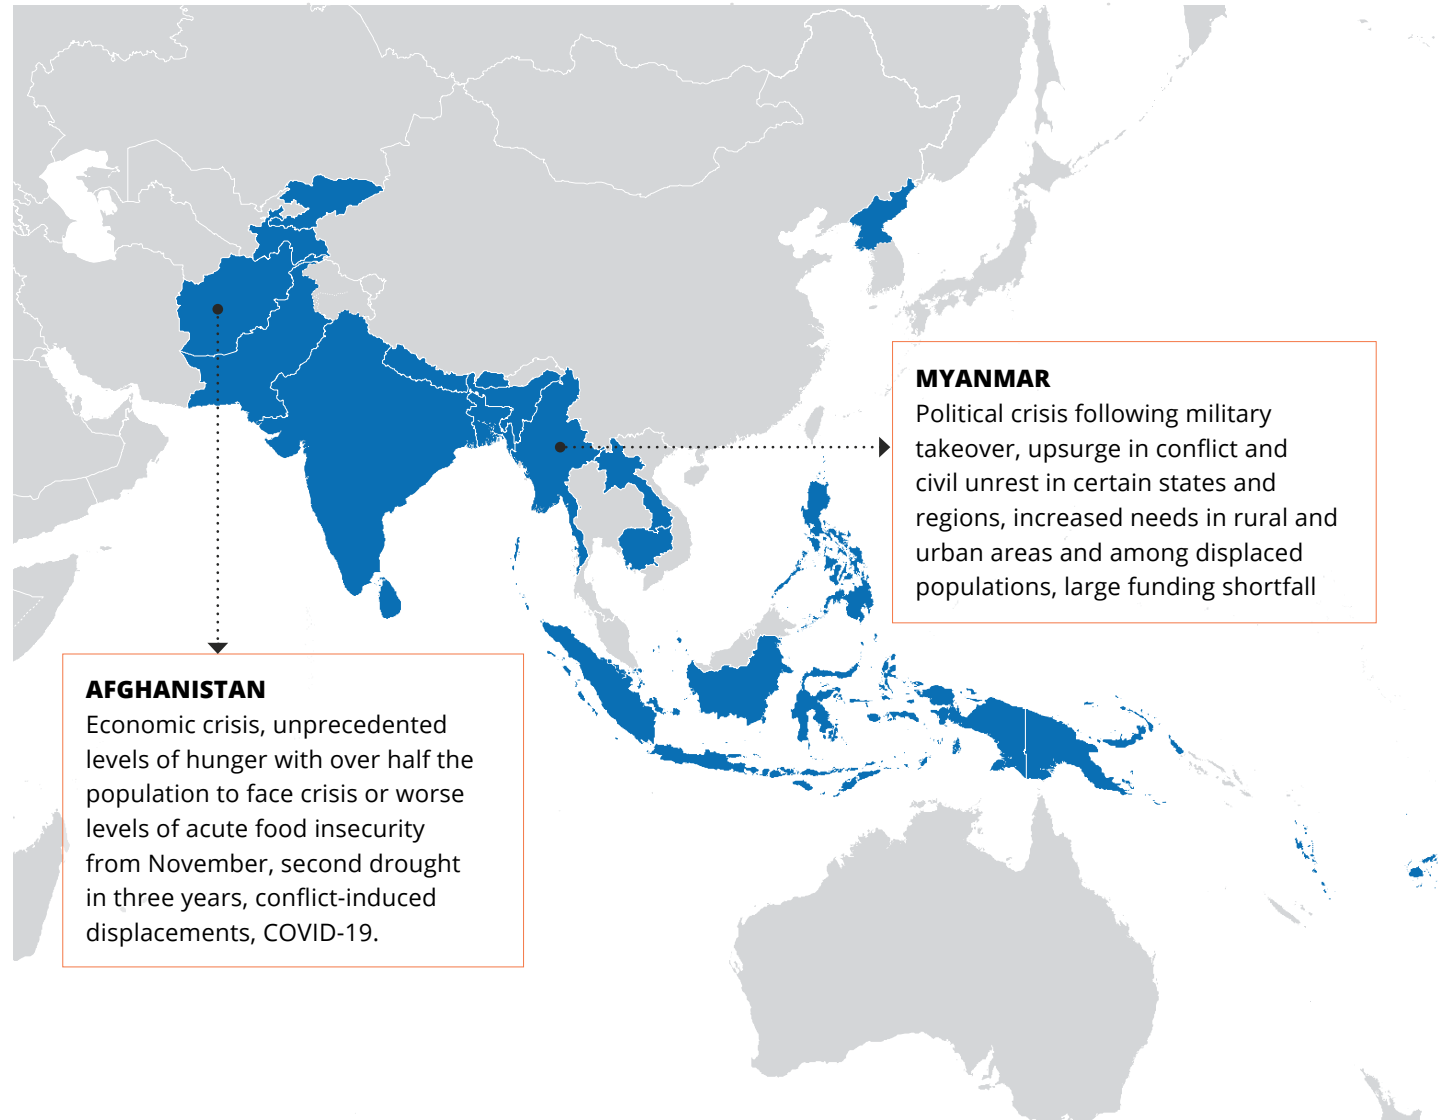 MYANMAR
Political crisis following military
takeover, upsurge in conflict and
civil unrest in certain states and
regions, increased needs in rural and
urban areas and among displaced
populations, large funding shortfall
AFGHANISTAN
Economic crisis, unprecedented
levels of hunger with over half the
population to face crisis or worse
levels of acute food insecurity
from November, second drought
in three years, conflict-induced
displacements, COVID-19.